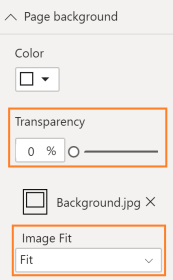 Page background
Color
Transparency
0 %
Background.jpg
Image Fit
Fit